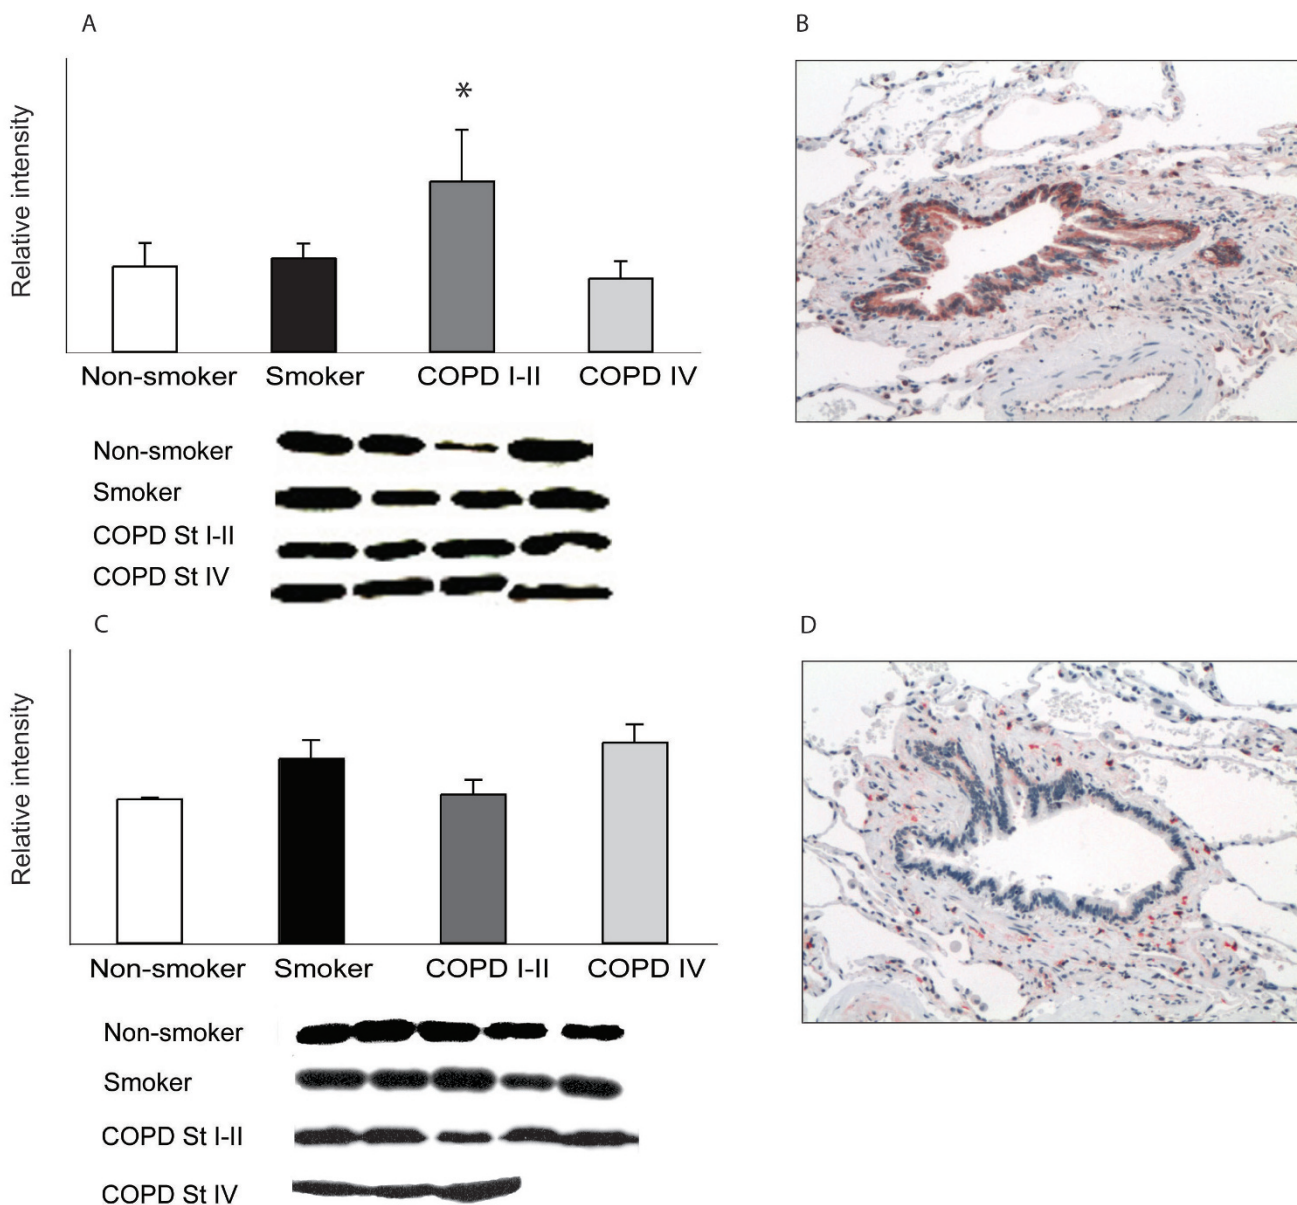 A
Relative intensity
*
Non-smoker
Smoker
COPD I-II
COPD IV
Non-smoker
Smoker
COPD St I-II
COPD St IV
B
C
Relative intensity
Non-smoker
Smoker
COPD I-II
COPD IV
Non-smoker
Smoker
COPD St I-II
COPD St IV
D